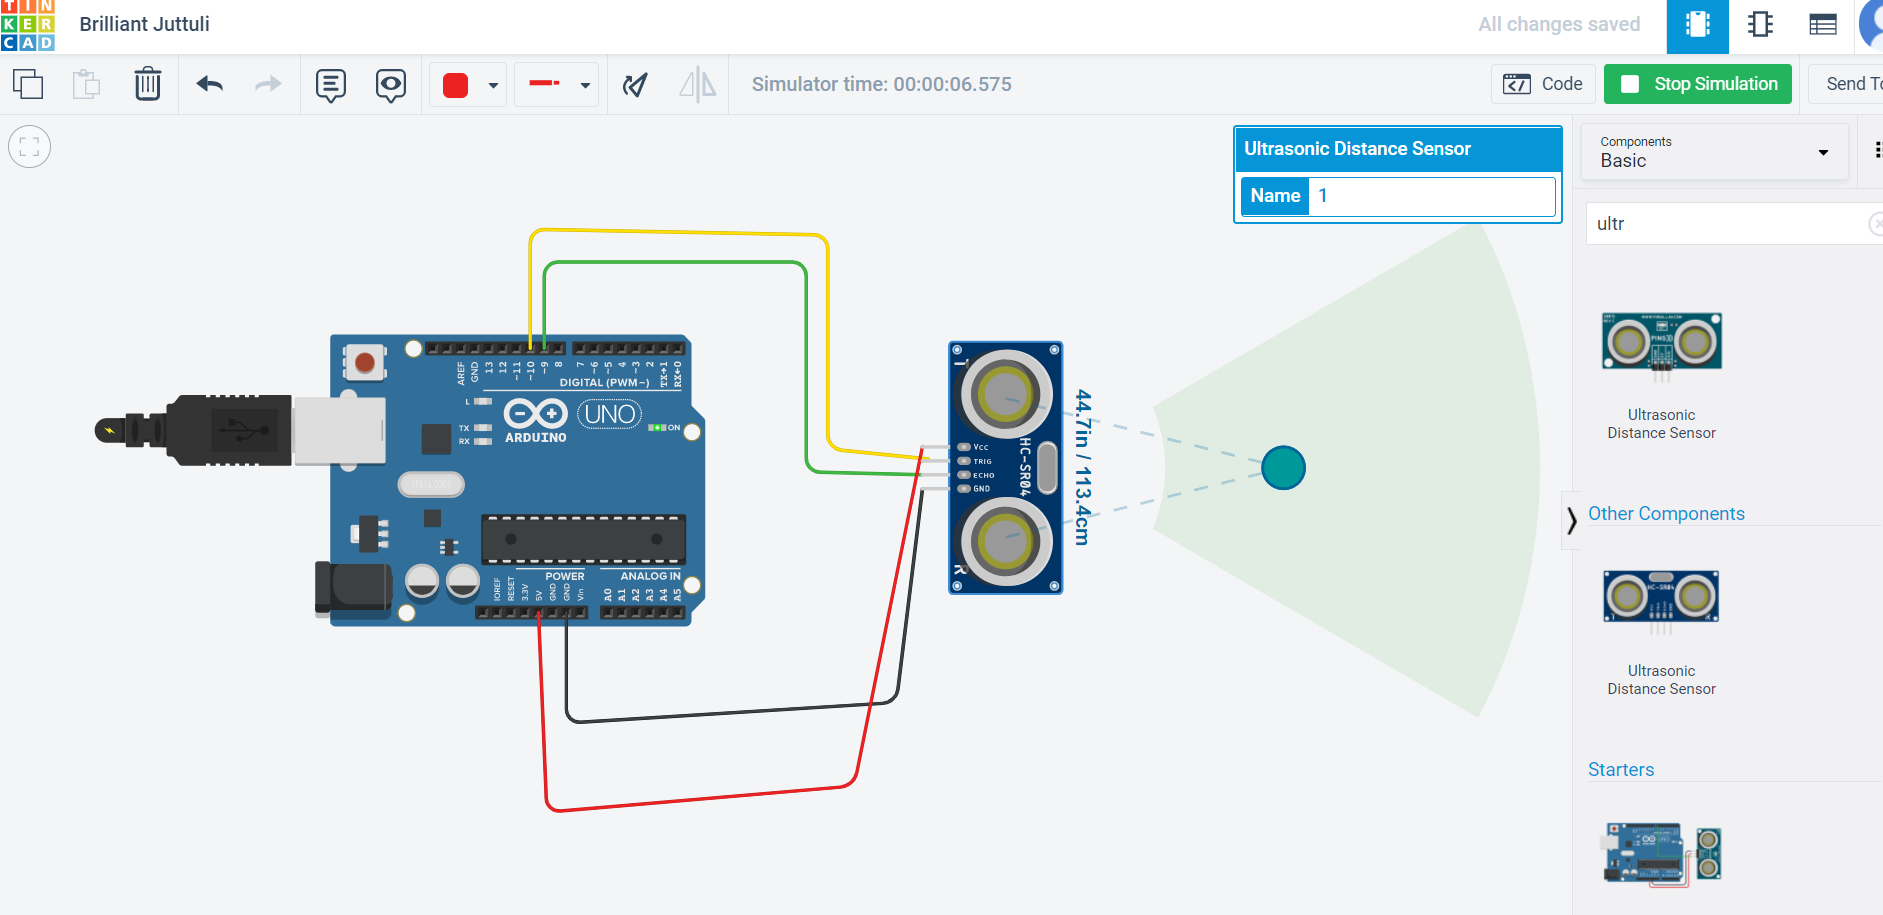 TIN
KER
CAD
Brilliant Juttuli
All changes saved
Simulator time: 00:00:06.575
Code
Stop Simulation
Send To
Ultrasonic Distance Sensor
Name 1
Components
Basic
ultr
Ultrasonic
Distance Sensor
Other Components
Ultrasonic
Distance Sensor
Starters
AREF
GND
13
12
~11
~10
~9
8
7
~6
~5
4
~3
2
TX→1
RX←0
DIGITAL (PWM~)
L
TX
RX
ARDUINO
UNO
ON
POWER
ANALOG IN
IOREF
RESET
3.3V
5V
GND
GND
Vin
A0
A1
A2
A3
A4
A5
T
Vcc
TRIG
ECHO
GND
HC-SR04
R
44.7in / 113.4cm
HC-SR04